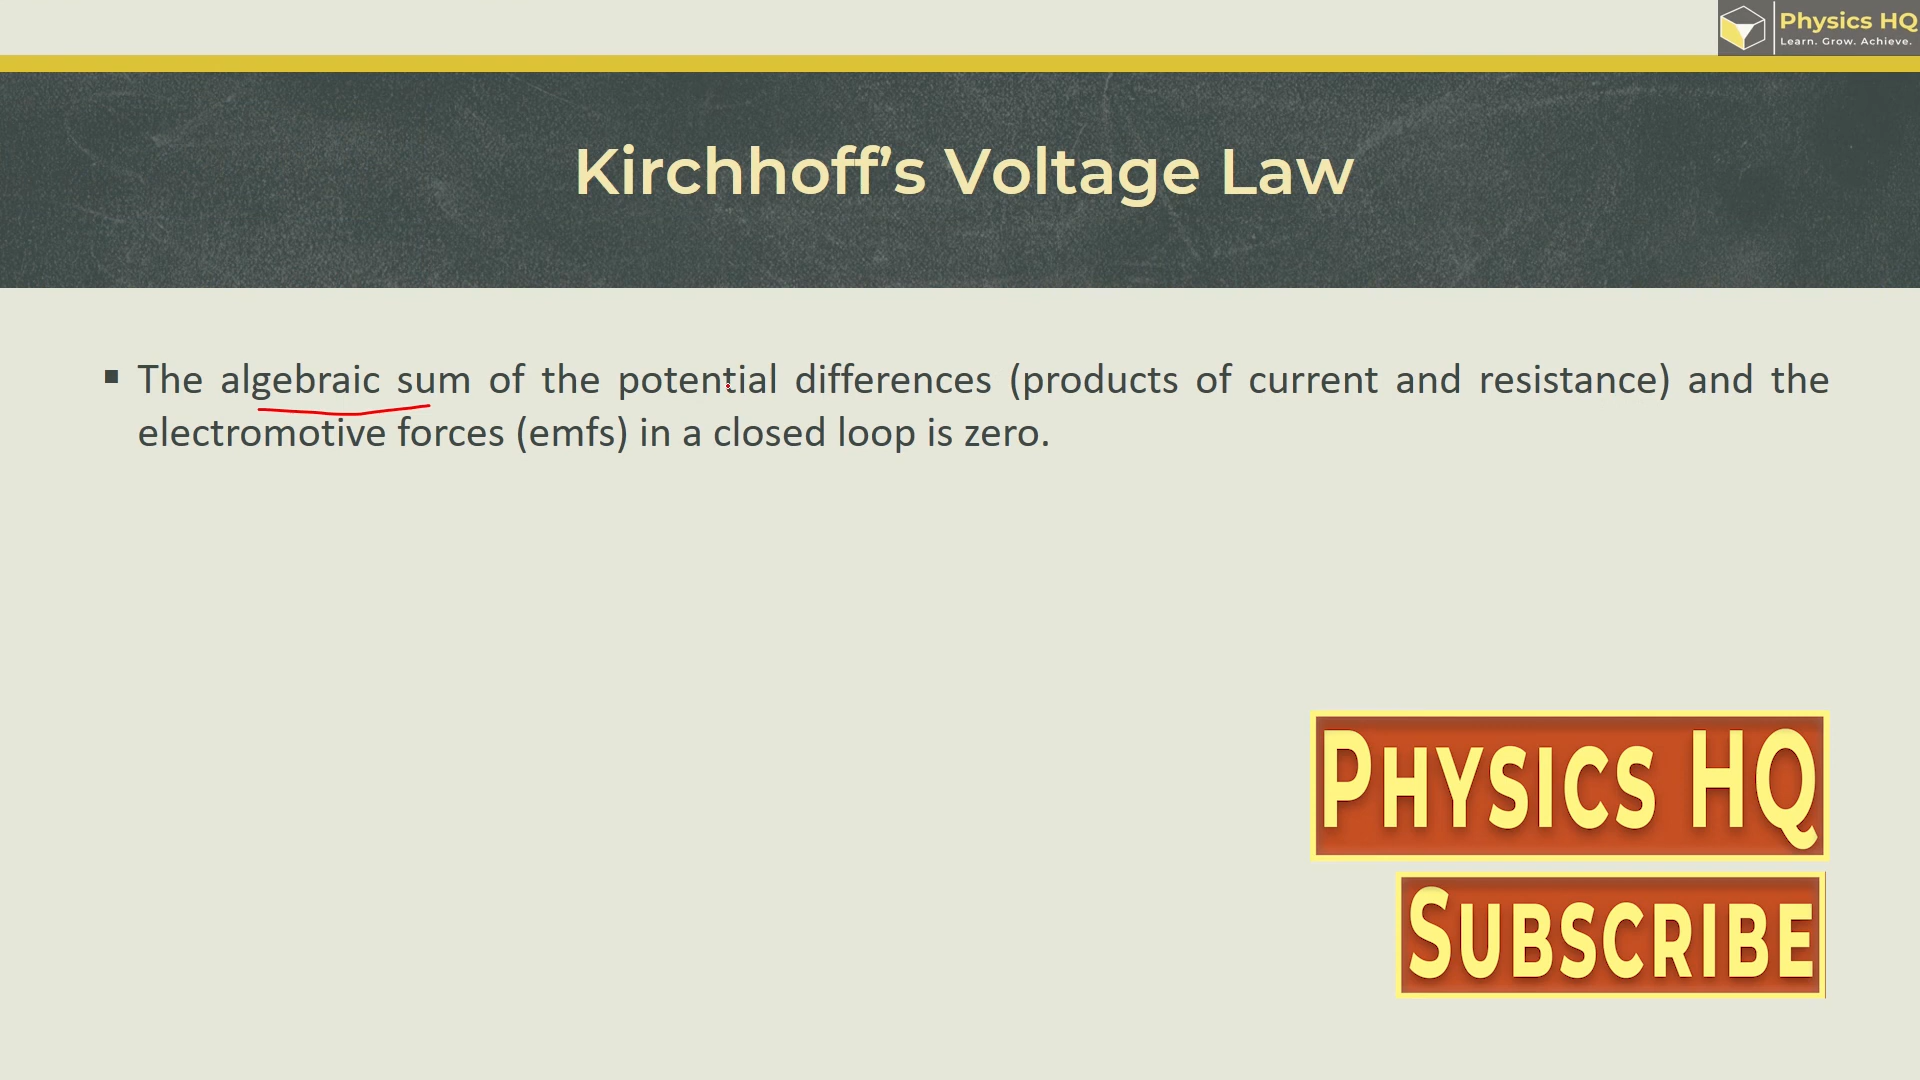 Physics HQ
Learn. Grow. Achieve.
Kirchhoff’s Voltage Law
▪ The algebraic sum of the potential differences (products of current and resistance) and the
electromotive forces (emfs) in a closed loop is zero.
PHYSICS HQ
SUBSCRIBE